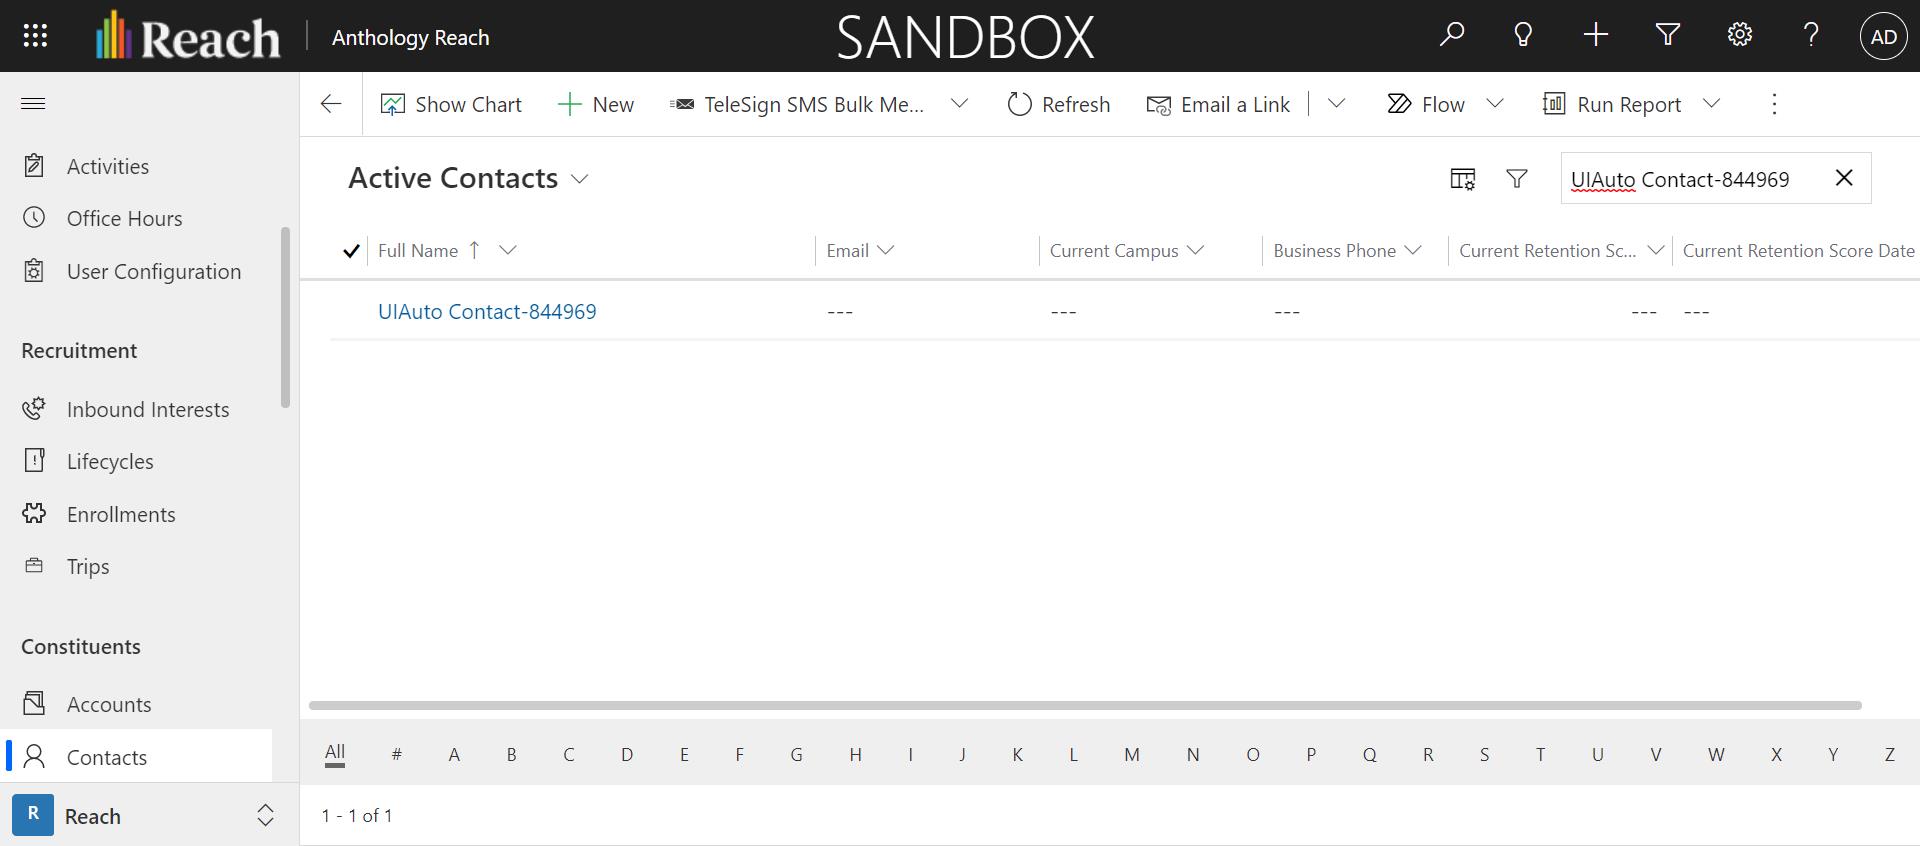 Reach
Anthology Reach
SANDBOX
AD
Show Chart
New
TeleSign SMS Bulk Me...
Refresh
Email a Link
Flow
Run Report
Activities
Office Hours
User Configuration
Recruitment
Inbound Interests
Lifecycles
Enrollments
Trips
Constituents
Accounts
Contacts
R Reach
Active Contacts
UIAuto Contact-844969
Full Name ↑ Email Current Campus Business Phone Current Retention Sc... Current Retention Score Date
UIAuto Contact-844969 --- --- --- --- ---
All # A B C D E F G H I J K L M N O P Q R S T U V W X Y Z
1 - 1 of 1